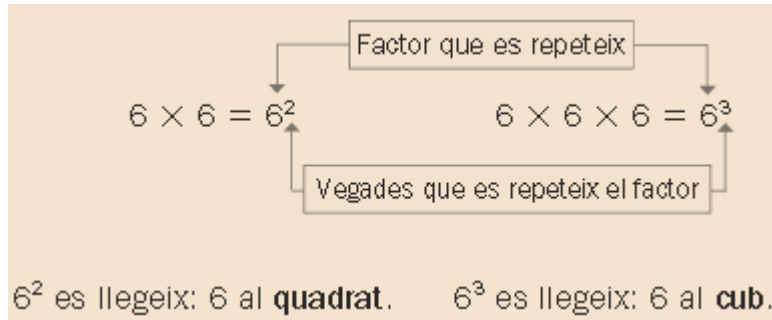 Factor que es repeteix
6 × 6 = 6² 6 × 6 × 6 = 6³
Vegades que es repeteix el factor
6² es llegeix: 6 al quadrat. 6³ es llegeix: 6 al cub.